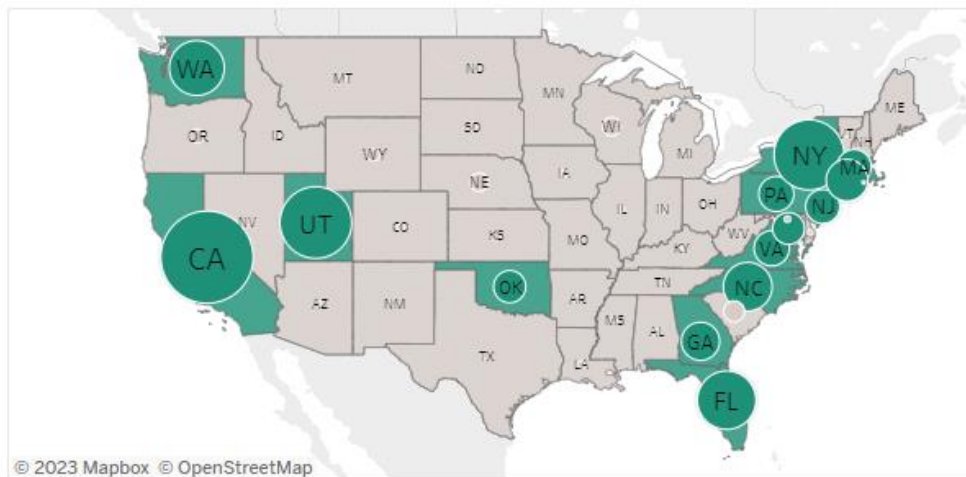 WA
MT
ND
MN
ME
OR
ID
WI
VT
NH
SD
NY
WY
MI
MA
NE
IA
PA
NJ
NV
UT
CO
IL
IN
OH
WV
VA
CA
KS
MO
KY
NC
AZ
NM
OK
AR
TN
TX
MS
AL
GA
LA
FL
© 2023 Mapbox © OpenStreetMap